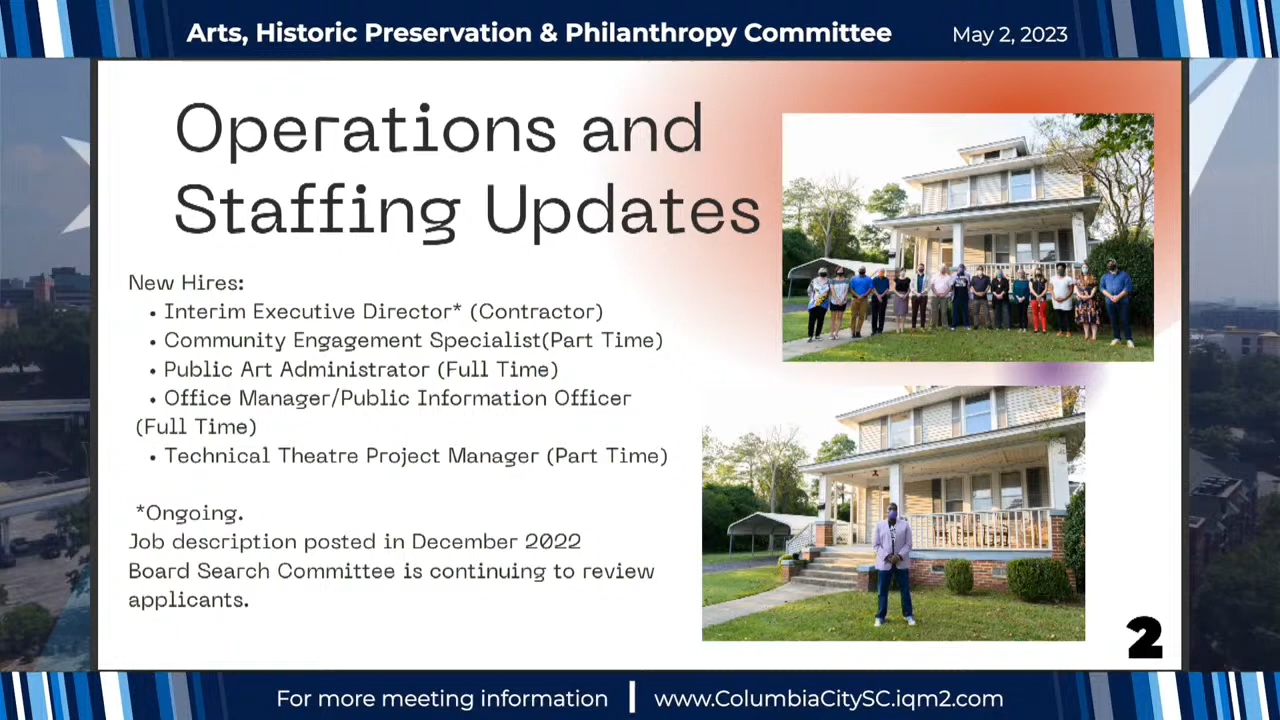 Arts, Historic Preservation & Philanthropy Committee
May 2, 2023
Operations and
Staffing Updates
New Hires:
• Interim Executive Director* (Contractor)
• Community Engagement Specialist(Part Time)
• Public Art Administrator (Full Time)
• Office Manager/Public Information Officer
(Full Time)
• Technical Theatre Project Manager (Part Time)
*Ongoing.
Job description posted in December 2022
Board Search Committee is continuing to review
applicants.
2
For more meeting information | www.ColumbiaCitySC.iqm2.com